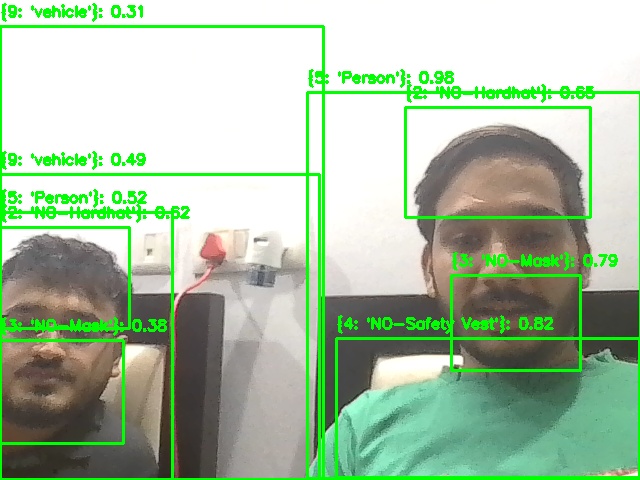 {9: 'vehicle'}: 0.31
{5: 'Person'}: 0.98
{2: 'NO-Hardhat'}: 0.65
{9: 'vehicle'}: 0.49
{5: 'Person'}: 0.52
{2: 'NO-Hardhat'}: 0.62
{3: 'NO-Mask'}: 0.79
{3: 'NO-Mask'}: 0.38
{4: 'NO-Safety Vest'}: 0.82